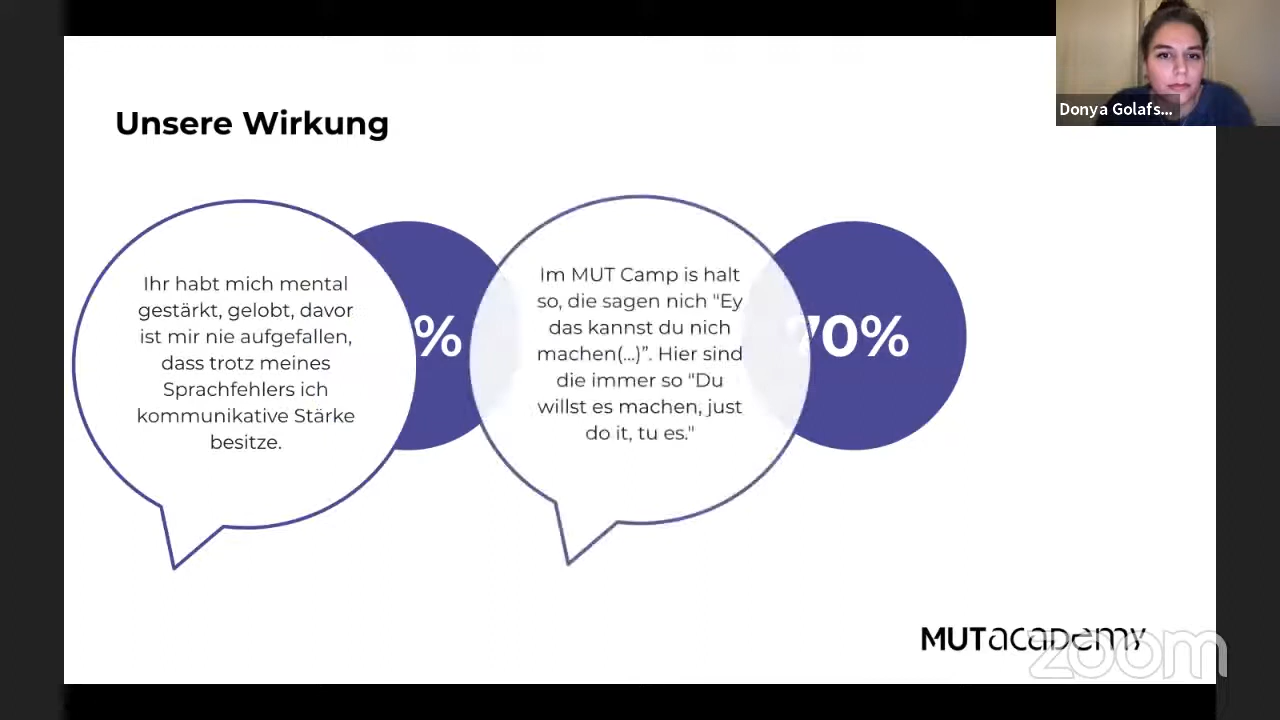 Donya Golafs...
Unsere Wirkung
Ihr habt mich mental
gestärkt, gelobt, davor
ist mir nie aufgefallen,
dass trotz meines
Sprachfehlers ich
kommunikative Stärke
besitze.
%
Im MUT Camp is halt
so, die sagen nich "Ey
das kannst du nich
machen(...)”. Hier sind
die immer so "Du
willst es machen, just
do it, tu es."
70%
MUTacademy
zoom